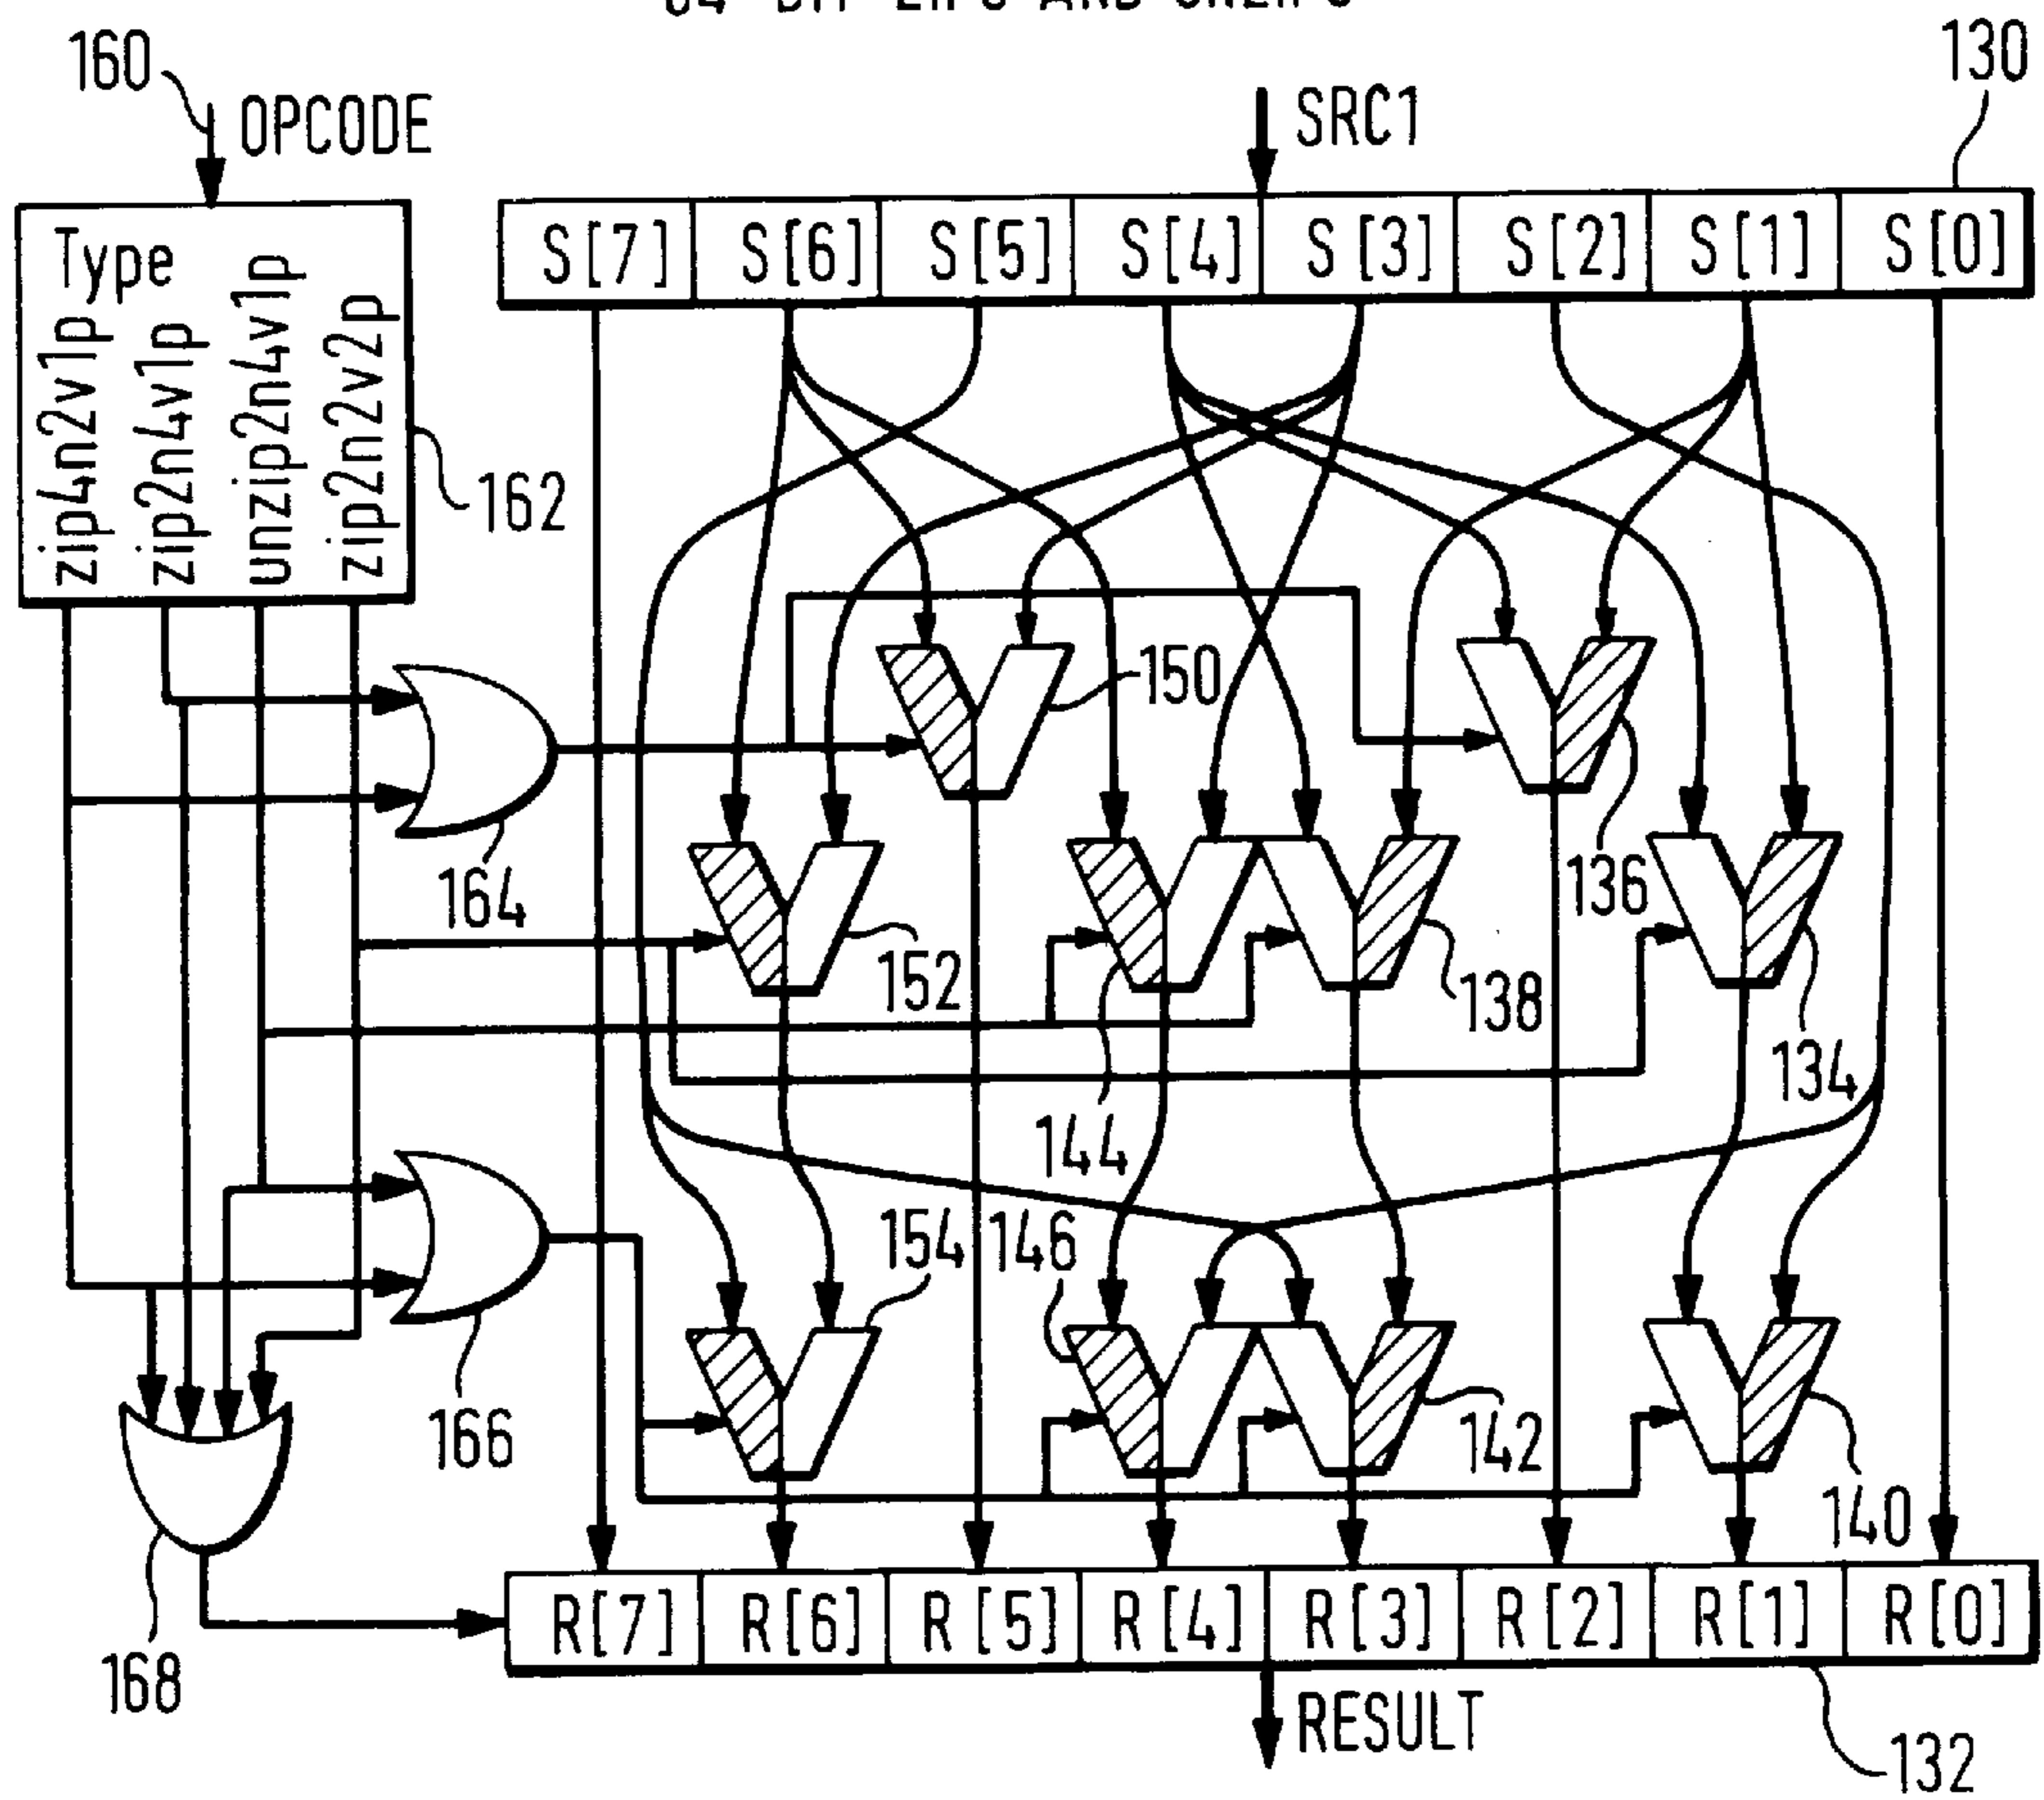 160
OPCODE
SRC1
130
S[7] S[6] S[5] S[4] S[3] S[2] S[1] S[0]
Type
zip4n2v1p
zip2n4v1p
unzip2n4v1p
zip2n2v2p
162
150
136
164
152
138
134
144
154
146
166
142
140
168
R[7] R[6] R[5] R[4] R[3] R[2] R[1] R[0]
RESULT
132